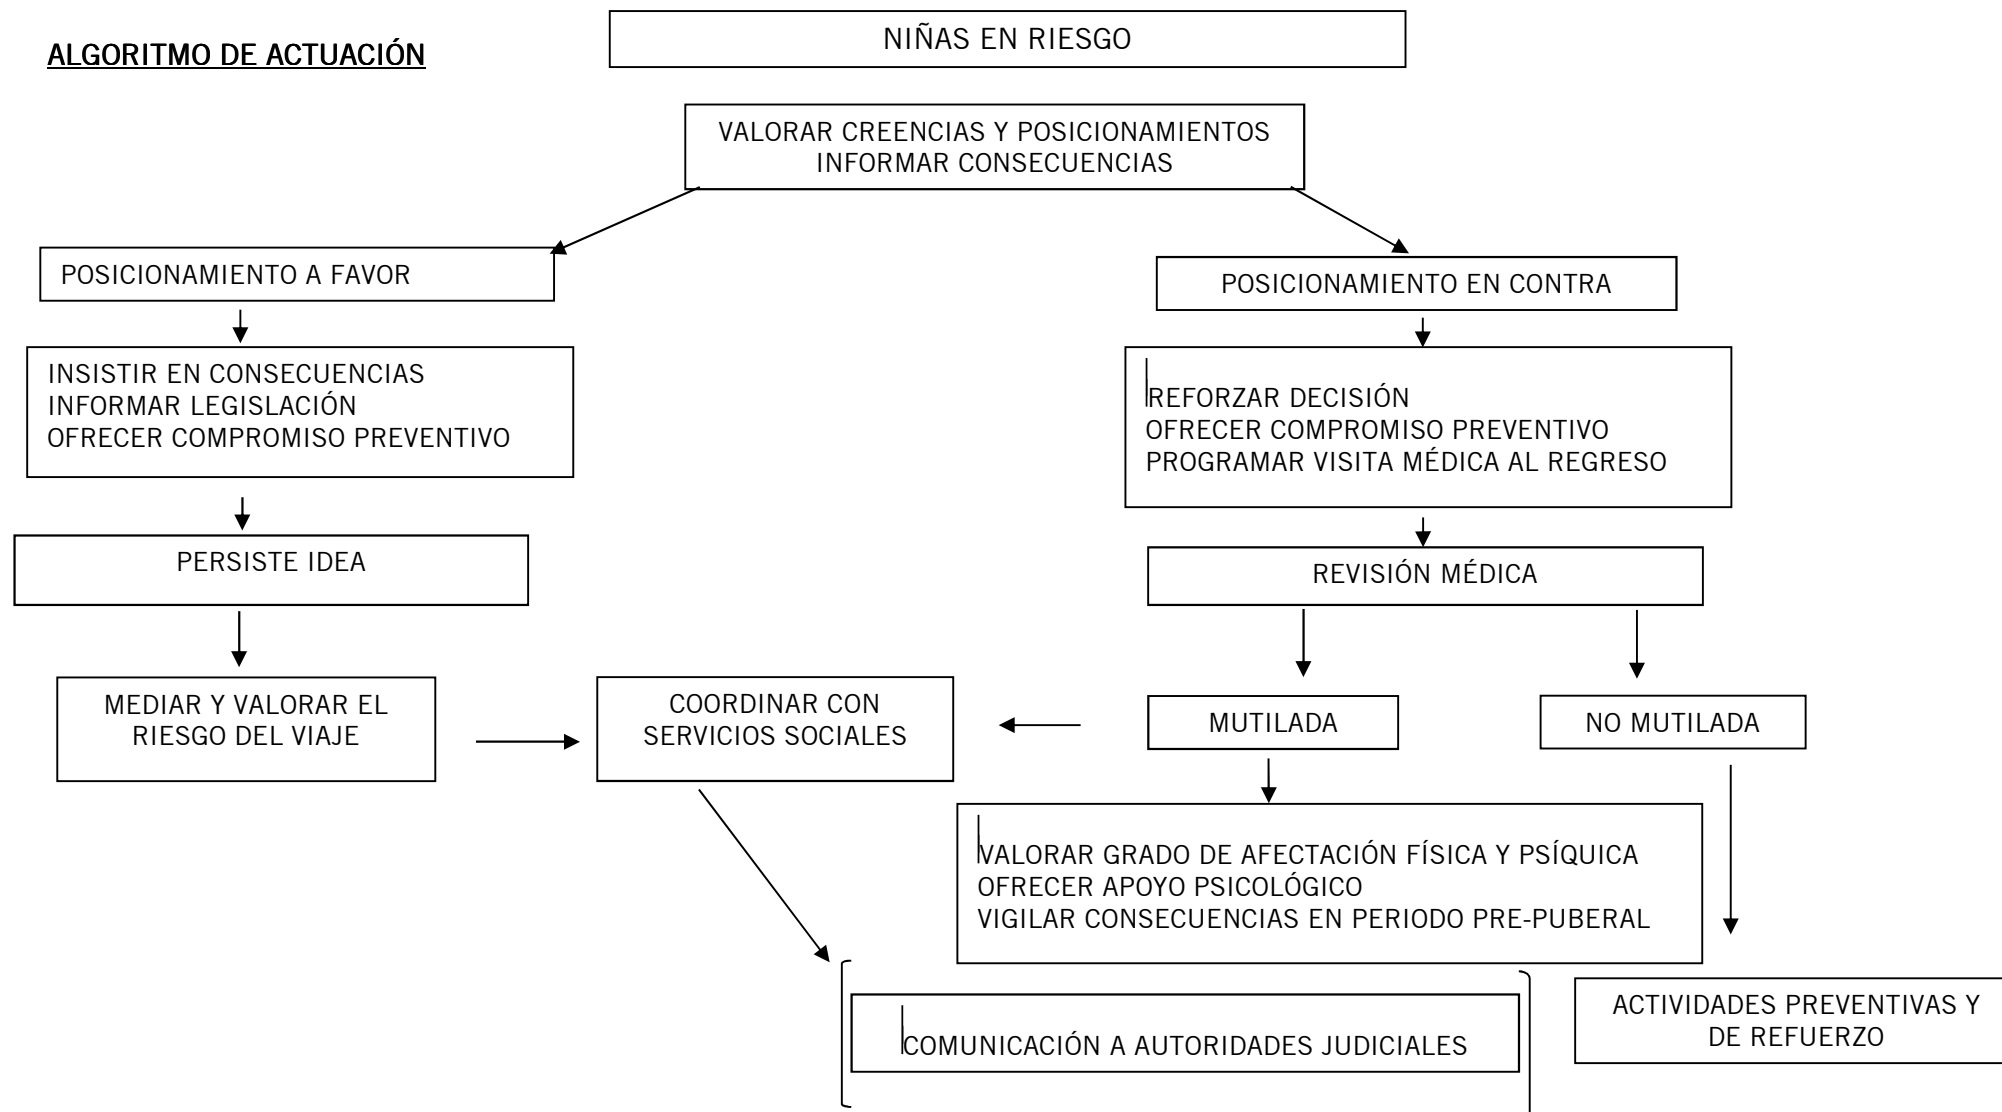 ALGORITMO DE ACTUACIÓN
NIÑAS EN RIESGO
VALORAR CREENCIAS Y POSICIONAMIENTOS
INFORMAR CONSECUENCIAS
POSICIONAMIENTO A FAVOR
POSICIONAMIENTO EN CONTRA
INSISTIR EN CONSECUENCIAS
INFORMAR LEGISLACIÓN
OFRECER COMPROMISO PREVENTIVO
REFORZAR DECISIÓN
OFRECER COMPROMISO PREVENTIVO
PROGRAMAR VISITA MÉDICA AL REGRESO
PERSISTE IDEA
REVISIÓN MÉDICA
MEDIAR Y VALORAR EL
RIESGO DEL VIAJE
COORDINAR CON
SERVICIOS SOCIALES
MUTILADA
NO MUTILADA
VALORAR GRADO DE AFECTACIÓN FÍSICA Y PSÍQUICA
OFRECER APOYO PSICOLÓGICO
VIGILAR CONSECUENCIAS EN PERIODO PRE-PUBERAL
COMUNICACIÓN A AUTORIDADES JUDICIALES
ACTIVIDADES PREVENTIVAS Y
DE REFUERZO